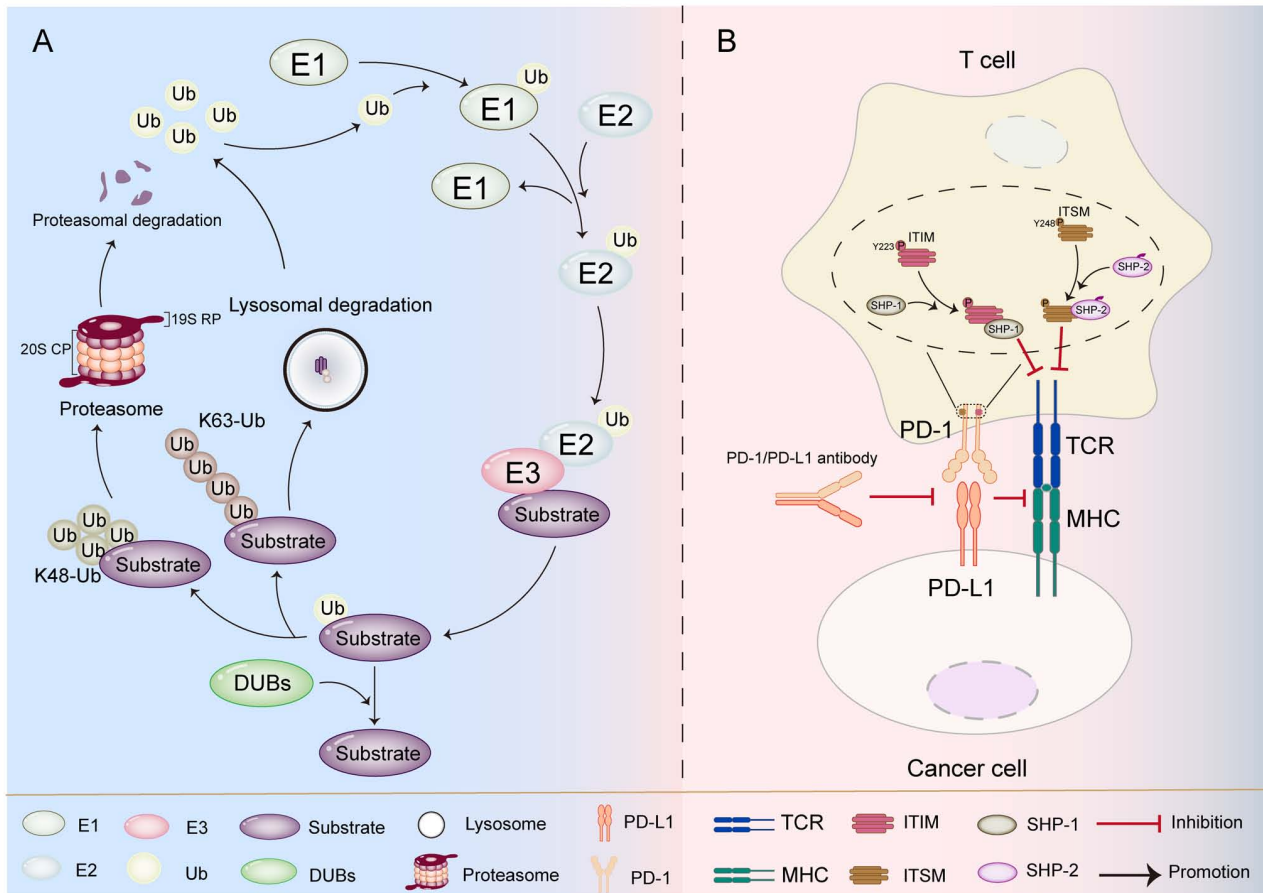 A
E1
Ub
E1
Ub
E2
Ub
Ub
Ub
Ub
Ub
E1
Proteasomal degradation
Ub
E2
Lysosomal degradation
19S RP
20S CP
Proteasome
K63-Ub
Ub
Ub
Ub
Ub
Substrate
Ub
E2
E3
Substrate
Ub
Ub
Ub
Ub
Substrate
K48-Ub
Ub
Substrate
DUBs
Substrate
B
T cell
ITSM
Y248
P
ITIM
Y223
P
SHP-2
SHP-1
P
SHP-1
P
SHP-2
PD-1
TCR
PD-1/PD-L1 antibody
MHC
PD-L1
Cancer cell
E1
E3
Substrate
Lysosome
PD-L1
TCR
ITIM
SHP-1
Inhibition
E2
Ub
DUBs
Proteasome
PD-1
MHC
ITSM
SHP-2
Promotion